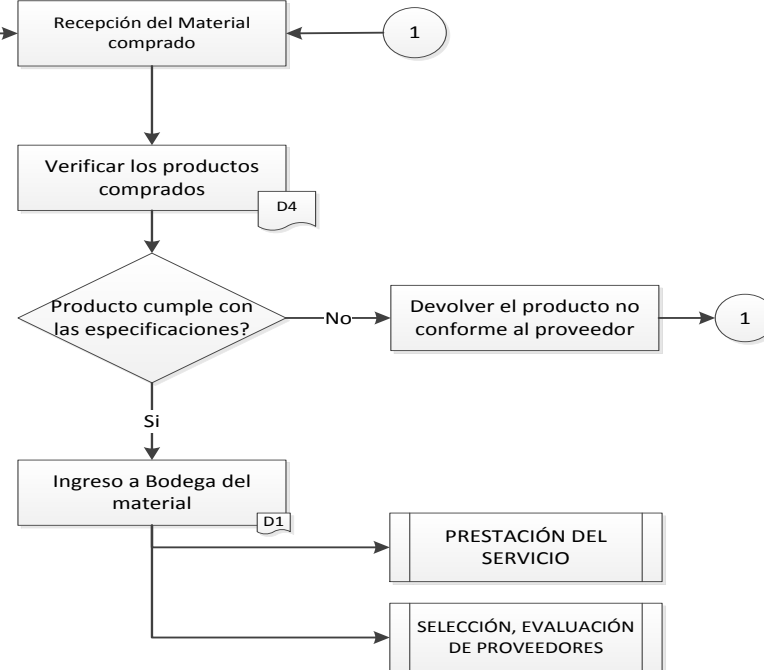 Recepción del Material
comprado
1
Verificar los productos
comprados
D4
Producto cumple con
las especificaciones?
No
Devolver el producto no
conforme al proveedor
1
Si
Ingreso a Bodega del
material
D1
PRESTACIÓN DEL
SERVICIO
SELECCIÓN, EVALUACIÓN
DE PROVEEDORES